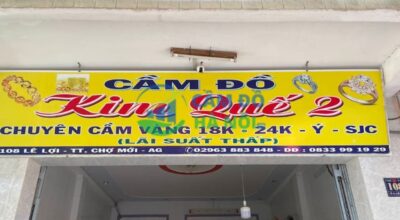 CẦM ĐỒ
Kim Quế 2
CHUYÊN CẦM VÀNG 18K - 24K - Ý - SJC
(LÃI SUẤT THẤP)
108 LÊ LỢI - TT. CHỢ MỚI - AG 02963 883 848 - DĐ : 0833 99 19 29